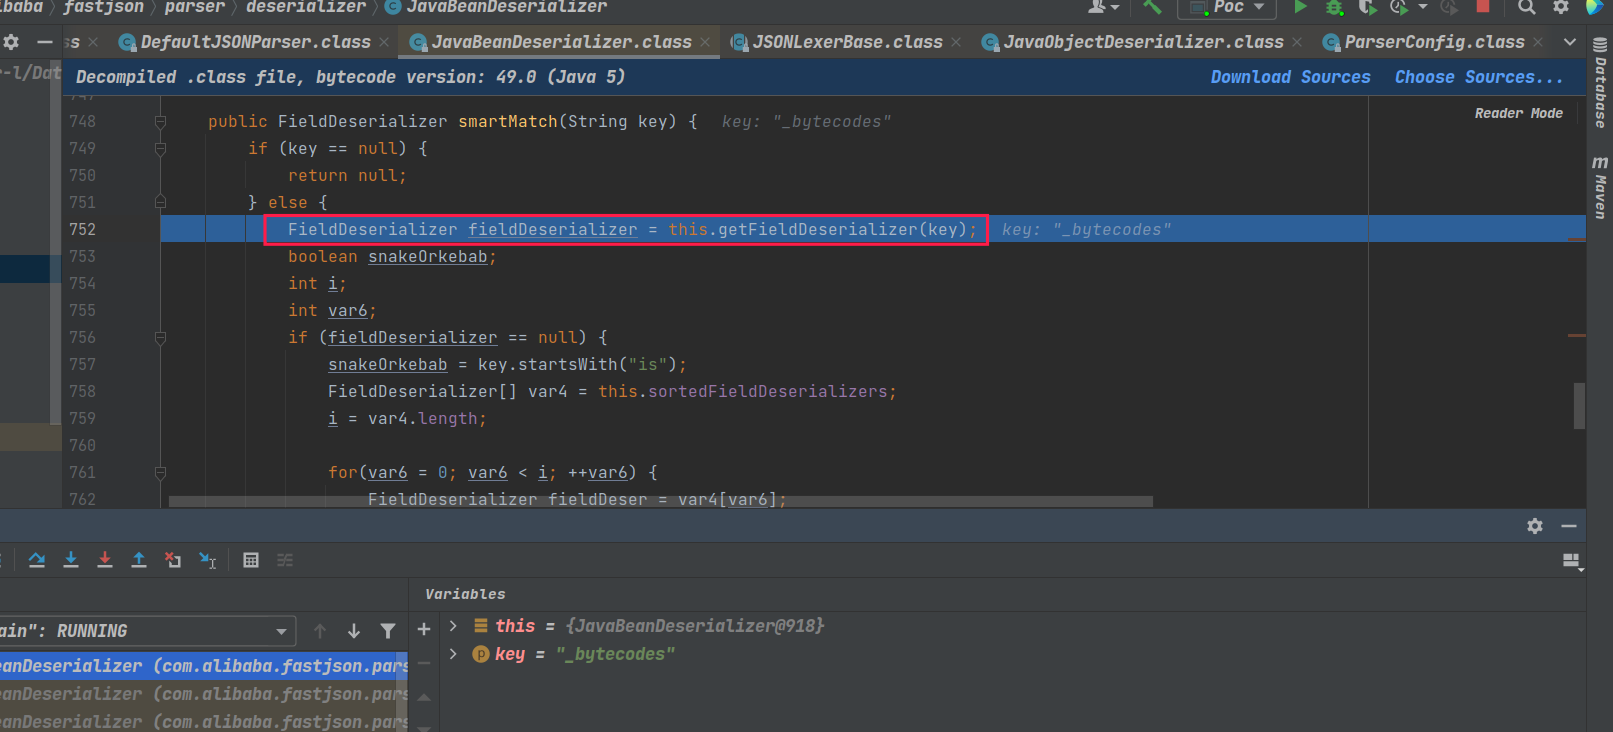 ibaba fastjson parser deserializer JavaBeanDeserializer Poc
DefaultJSONParser.class JavaBeanDeserializer.class JSONLexerBase.class JavaObjectDeserializer.class ParserConfig.class
Decompiled .class file, bytecode version: 49.0 (Java 5) Download Sources Choose Sources...
Reader Mode
748 public FieldDeserializer smartMatch(String key) { key: "_bytecodes"
749 if (key == null) {
750 return null;
751 } else {
752 FieldDeserializer fieldDeserializer = this.getFieldDeserializer(key); key: "_bytecodes"
753 boolean snakeOrkebab;
754 int i;
755 int var6;
756 if (fieldDeserializer == null) {
757 snakeOrkebab = key.startsWith("is");
758 FieldDeserializer[] var4 = this.sortedFieldDeserializers;
759 i = var4.length;
760
761 for(var6 = 0; var6 < i; ++var6) {
762 FieldDeserializer fieldDeser = var4[var6];
Database
Maven
Variables
ain": RUNNING
this = {JavaBeanDeserializer@918}
key = "_bytecodes"
eanDeserializer (com.alibaba.fastjson.pars
eanDeserializer (com.alibaba.fastjson.pars
eanDeserializer (com.alibaba.fastjson.pars